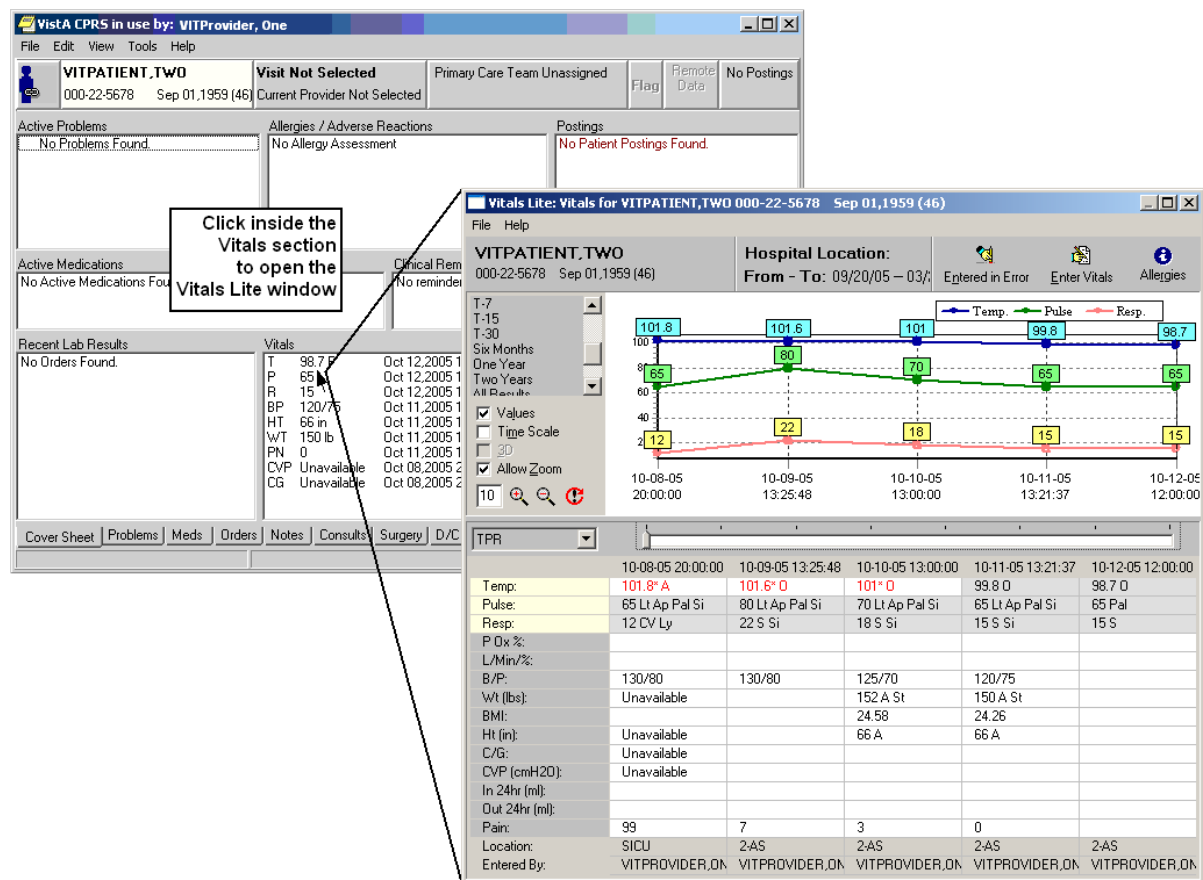 VistA CPRS in use by: VITProvider, One
File Edit View Tools Help
VITPATIENT,TWO Visit Not Selected Primary Care Team Unassigned Flag Remote Data No Postings
000-22-5678 Sep 01,1959 (46) Current Provider Not Selected
Active Problems Allergies / Adverse Reactions Postings
No Problems Found. No Allergy Assessment No Patient Postings Found.
Click inside the
Vitals section
to open the
Vitals Lite window
Active Medications Clinical Rem
No Active Medications Fou No reminde
Recent Lab Results Vitals
No Orders Found.
T 98.7 F Oct 12,2005 1
P 65 Oct 12,2005 1
R 15 Oct 12,2005 1
BP 120/75 Oct 11,2005 1
HT 66 in Oct 11,2005 1
WT 150 lb Oct 11,2005 1
PN 0 Oct 11,2005 1
CVP Unavailable Oct 08,2005 2
CG Unavailable Oct 08,2005 2
Cover Sheet Problems Meds Orders Notes Consults Surgery D/C
Vitals Lite: Vitals for VITPATIENT,TWO 000-22-5678 Sep 01,1959 (46)
File Help
VITPATIENT,TWO Hospital Location:
000-22-5678 Sep 01,1959 (46) From - To: 09/20/05 – 03/2 Entered in Error Enter Vitals Allergies
T-7
T-15
T-30
Six Months
One Year
Two Years
All Results
Values
Time Scale
3D
Allow Zoom
10
Temp. Pulse Resp.
101.8 101.6 101 99.8 98.7
100
80
65 80 70 65 65
60
40
12 22 18 15 15
10-08-05 10-09-05 10-10-05 10-11-05 10-12-05
20:00:00 13:25:48 13:00:00 13:21:37 12:00:00
TPR
10-08-05 20:00:00 10-09-05 13:25:48 10-10-05 13:00:00 10-11-05 13:21:37 10-12-05 12:00:00
Temp: 101.8* A 101.6* O 101* O 99.8 O 98.7 O
Pulse: 65 Lt Ap Pal Si 80 Lt Ap Pal Si 70 Lt Ap Pal Si 65 Lt Ap Pal Si 65 Pal
Resp: 12 CV Ly 22 S Si 18 S Si 15 S Si 15 S
P Ox %:
L/Min/%:
B/P: 130/80 130/80 125/70 120/75
Wt (lbs): Unavailable 152 A St 150 A St
BMI: 24.58 24.26
Ht (in): Unavailable 66 A 66 A
C/G: Unavailable
CVP (cmH2O): Unavailable
In 24hr (ml):
Out 24hr (ml):
Pain: 99 7 3 0
Location: SICU 2-AS 2-AS 2-AS 2-AS
Entered By: VITPROVIDER,ON VITPROVIDER,ON VITPROVIDER,ON VITPROVIDER,ON VITPROVIDER,ON